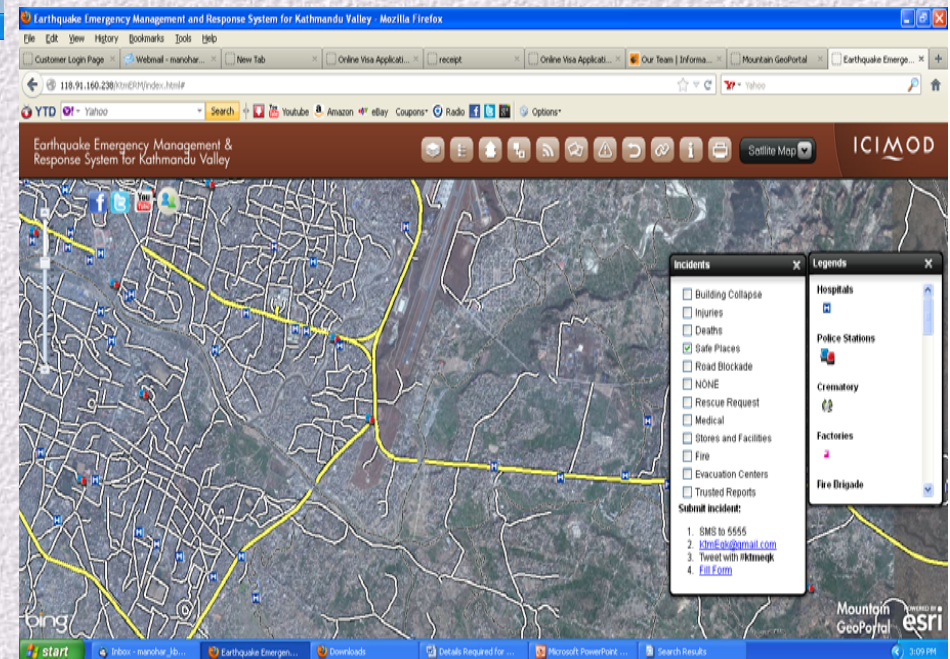 Earthquake Emergency Management and Response System for Kathmandu Valley - Mozilla Firefox
File Edit View History Bookmarks Tools Help
Customer Login Page Webmail - manohar... New Tab Online Visa Applicati... receipt Online Visa Applicati... Our Team | Informa... Mountain GeoPortal Earthquake Emerge...
118.91.160.238/KtmERM/index.html# Yahoo
YTD Yahoo Search Youtube Amazon eBay Coupons Radio Options
Earthquake Emergency Management &
Response System for Kathmandu Valley
Satllite Map
ICIMOD
You
Incidents
Building Collapse
Injuries
Deaths
Safe Places
Road Blockade
NONE
Rescue Request
Medical
Stores and Facilities
Fire
Evacuation Centers
Trusted Reports
Submit incident:
1. SMS to 5555
2. KtmEqk@gmail.com
3. Tweet with #ktmeqk
4. Fill Form
Legends
Hospitals
H
Police Stations
Crematory
Factories
Fire Brigade
bing
Mountain
GeoPortal
POWERED BY
esri
start Inbox - manohar_kb... Earthquake Emergen... Downloads Details Required for ... Microsoft PowerPoint ... Search Results 3:09 PM